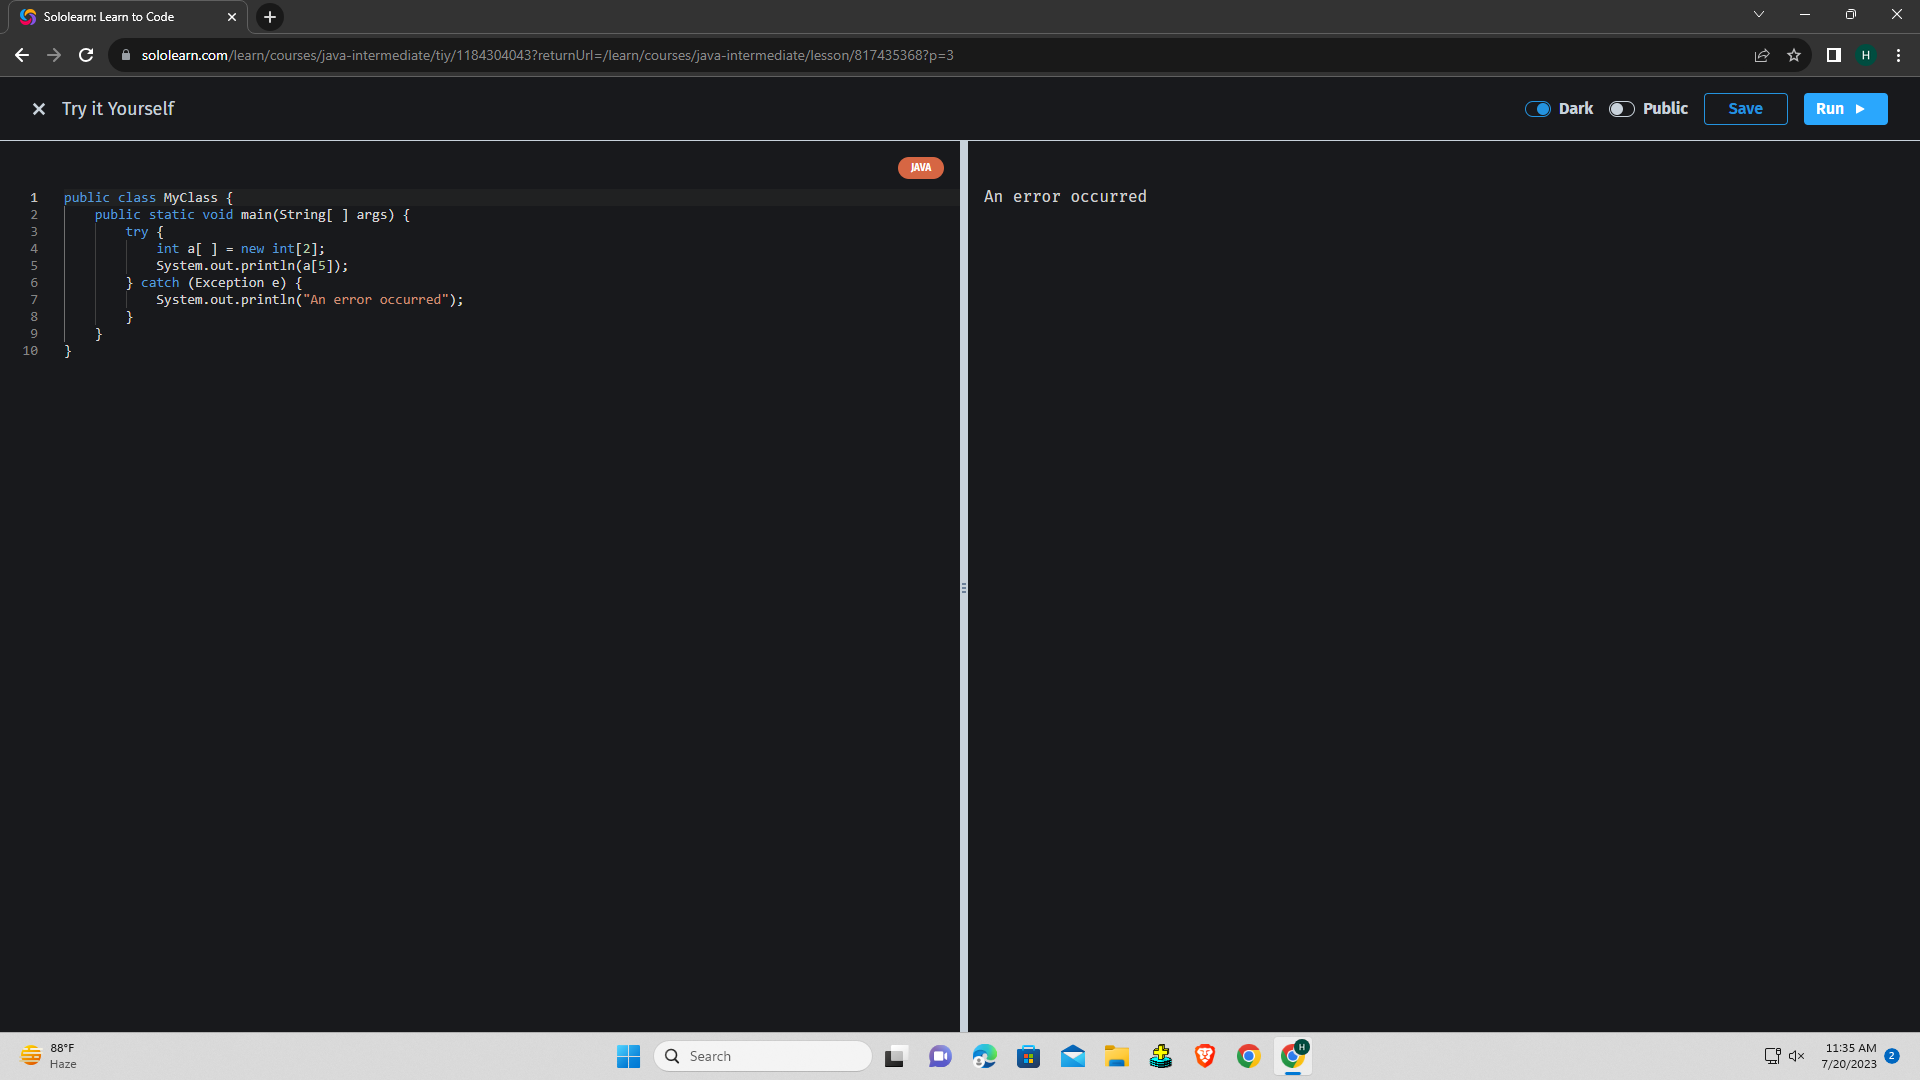 Sololearn: Learn to Code
sololearn.com/learn/courses/java-intermediate/tiy/1184304043?returnUrl=/learn/courses/java-intermediate/lesson/817435368?p=3
H
Try it Yourself
Dark
Public
Save
Run
JAVA
1 public class MyClass {
2 public static void main(String[ ] args) {
3 try {
4 int a[ ] = new int[2];
5 System.out.println(a[5]);
6 } catch (Exception e) {
7 System.out.println("An error occurred");
8 }
9 }
10 }
An error occurred
88°F
Haze
Search
H
11:35 AM
7/20/2023
2